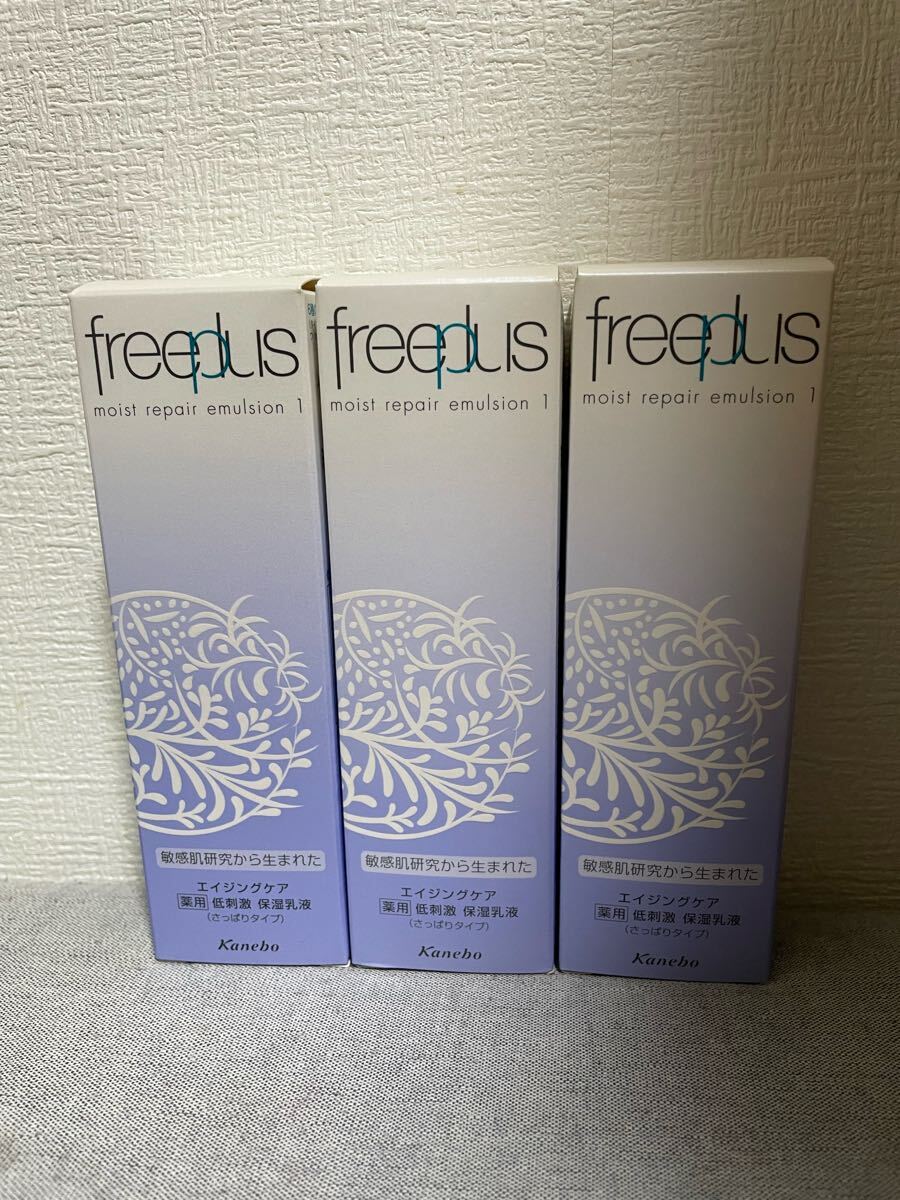 freeplus
moist repair emulsion 1
敏感肌研究から生まれた
エイジングケア
薬用 低刺激 保湿乳液
(さっぱりタイプ)
Kanebo
freeplus
moist repair emulsion 1
敏感肌研究から生まれた
エイジングケア
薬用 低刺激 保湿乳液
(さっぱりタイプ)
Kanebo
freeplus
moist repair emulsion 1
敏感肌研究から生まれた
エイジングケア
薬用 低刺激 保湿乳液
(さっぱりタイプ)
Kanebo